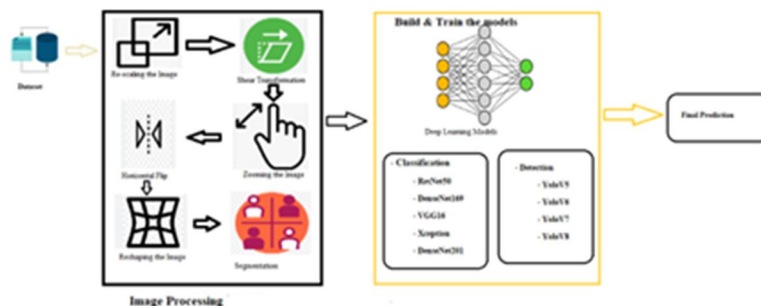 Dataset
Re-scaling the Image
Shear Transformation
Horizontal Flip
Zooming the Image
Reshaping the Image
Segmentation
Image Processing
Build & Train the models
Deep Learning Models
- Classification
- ResNet50
- DenseNet169
- VGG16
- Xception
- DenseNet201
- Detection
- YoloV5
- YoloV6
- YoloV7
- YoloV8
Final Prediction